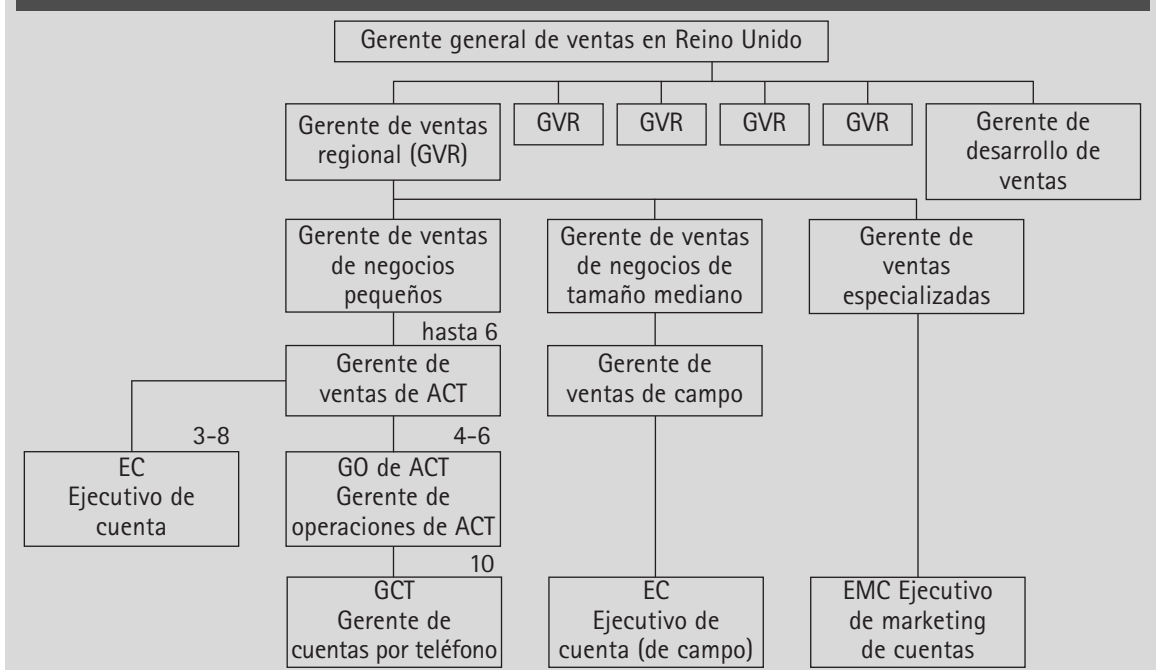 Gerente general de ventas en Reino Unido
Gerente de ventas
regional (GVR)
GVR
GVR
GVR
GVR
Gerente de
desarrollo de
ventas
Gerente de ventas
de negocios
pequeños
Gerente de ventas
de negocios de
tamaño mediano
Gerente de
ventas
especializadas
hasta 6
Gerente de
ventas de ACT
Gerente de
ventas de campo
3-8
4-6
EC
Ejecutivo de
cuenta
GO de ACT
Gerente de
operaciones de ACT
10
GCT
Gerente de
cuentas por teléfono
EC
Ejecutivo de
cuenta (de campo)
EMC Ejecutivo
de marketing
de cuentas